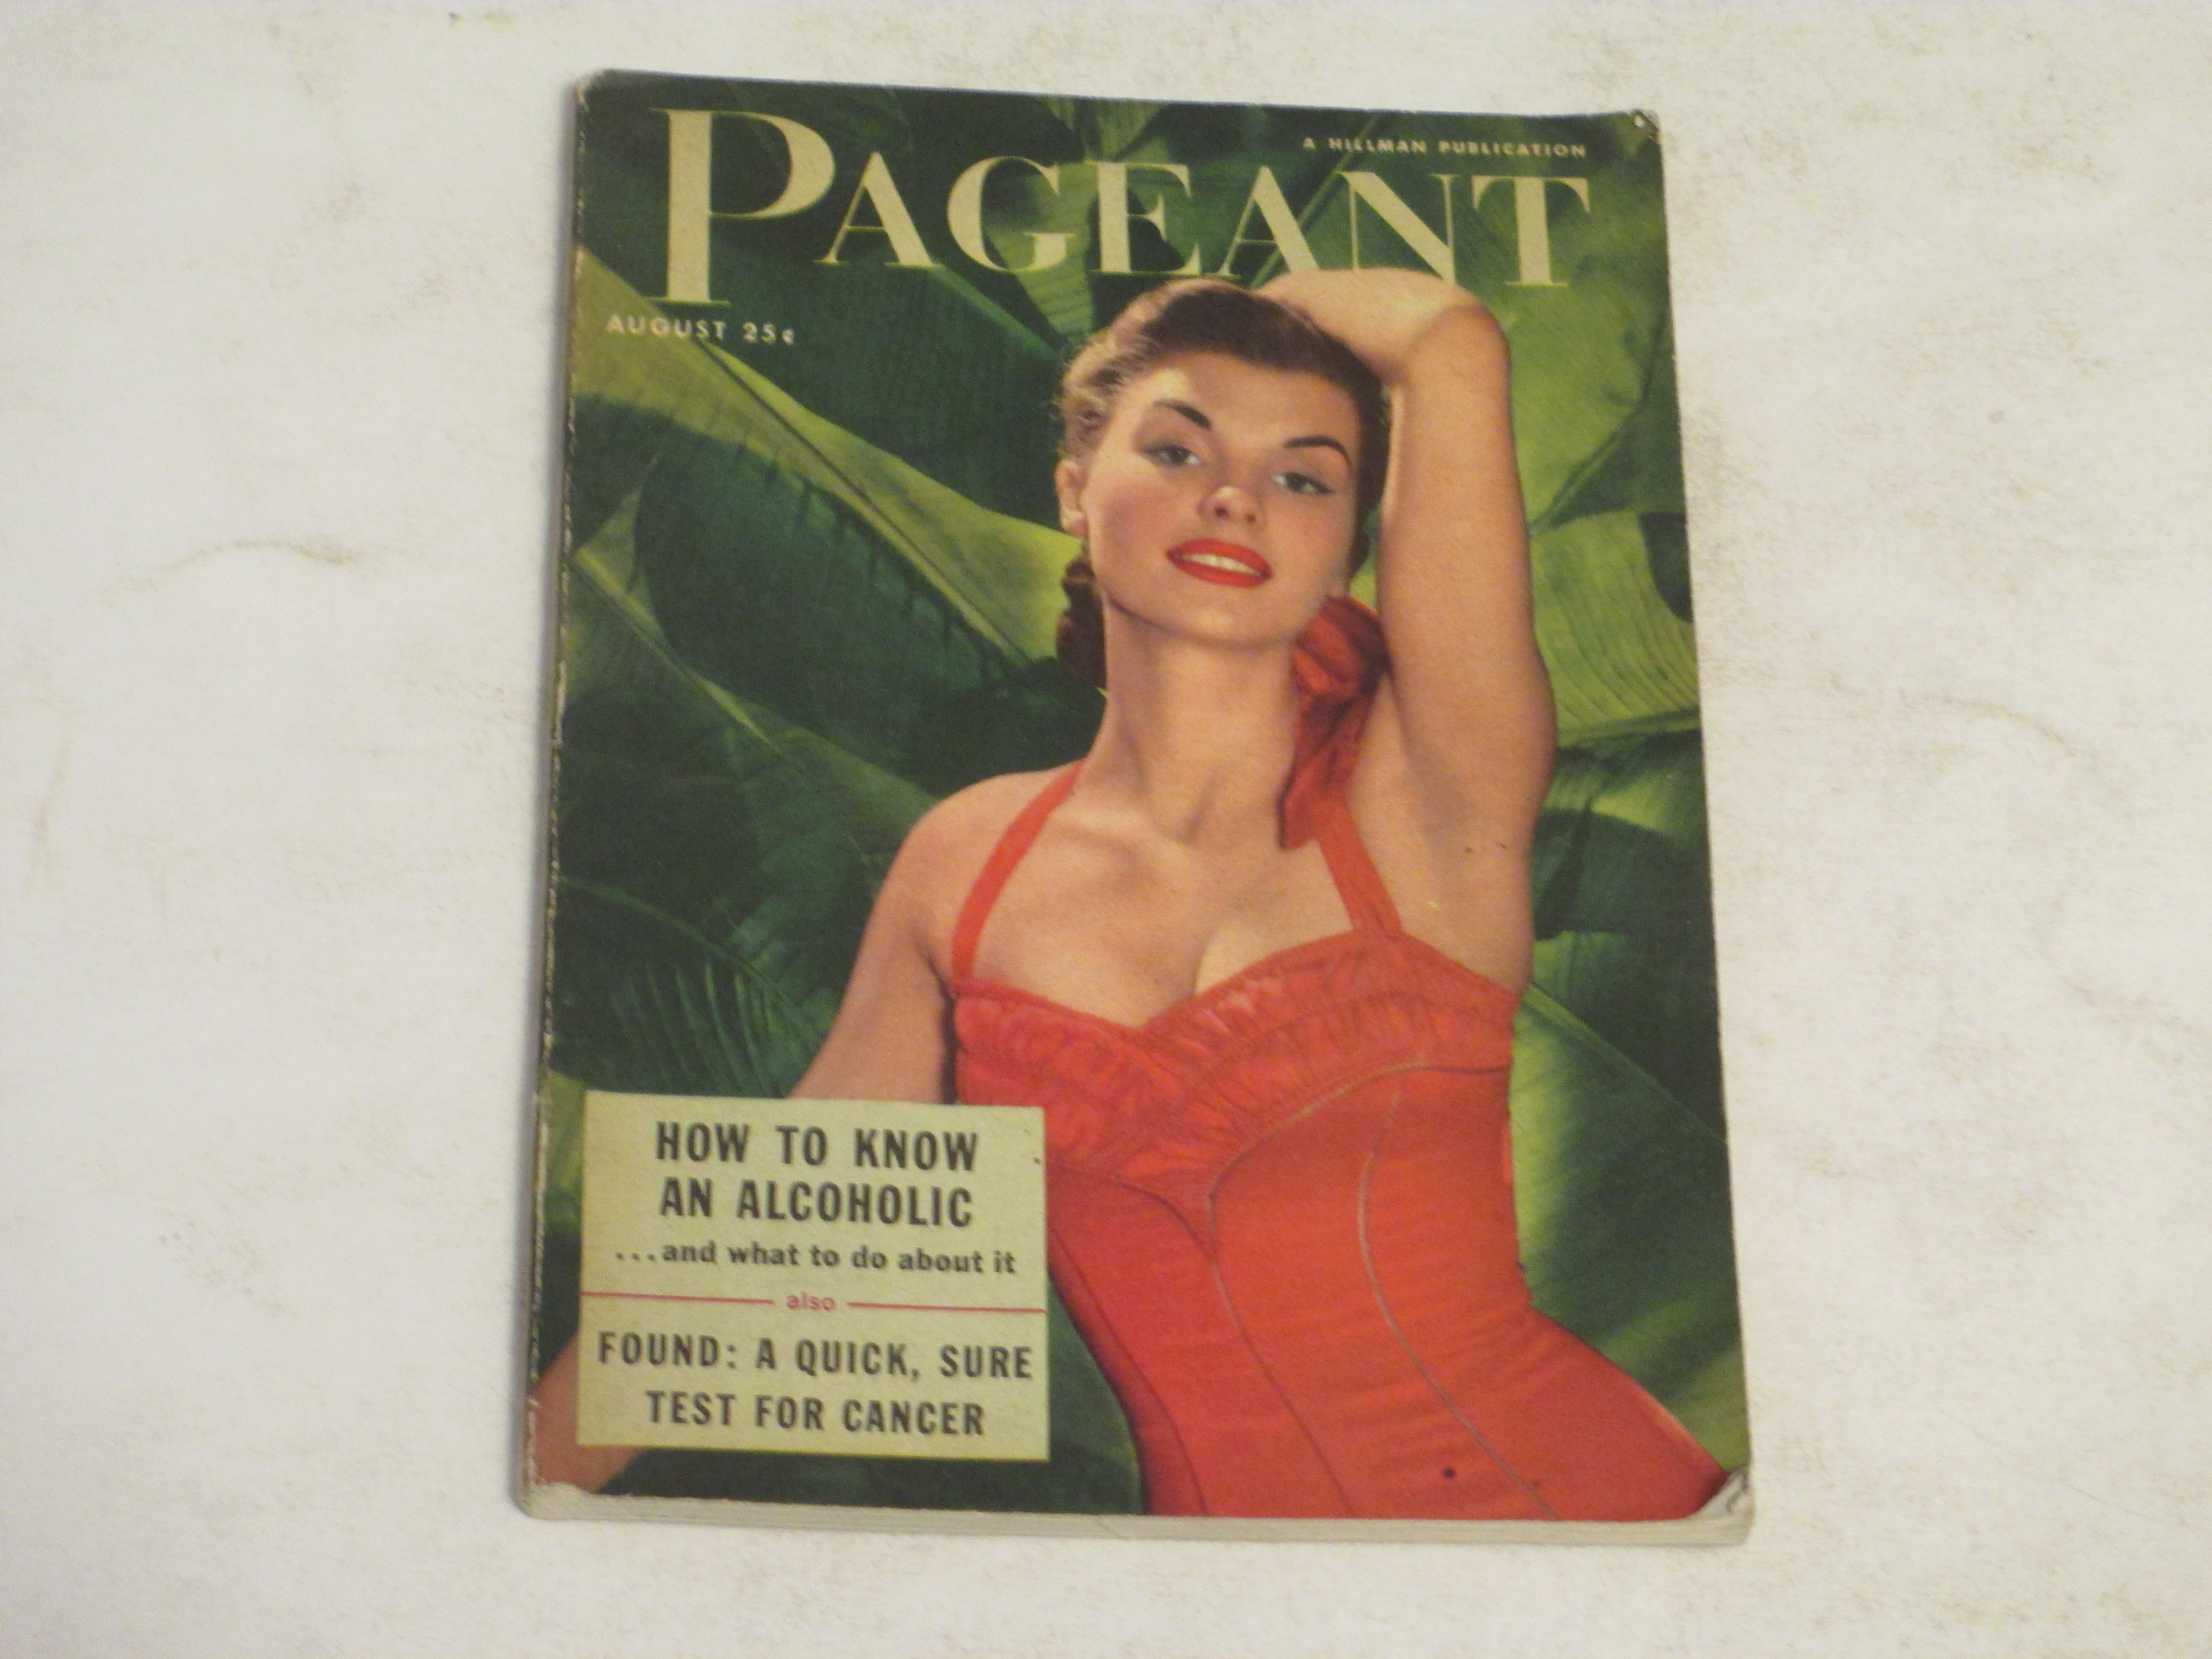 A HILLMAN PUBLICATION
PAGEANT
AUGUST 25¢
HOW TO KNOW
AN ALCOHOLIC
...and what to do about it
also
FOUND: A QUICK, SURE
TEST FOR CANCER